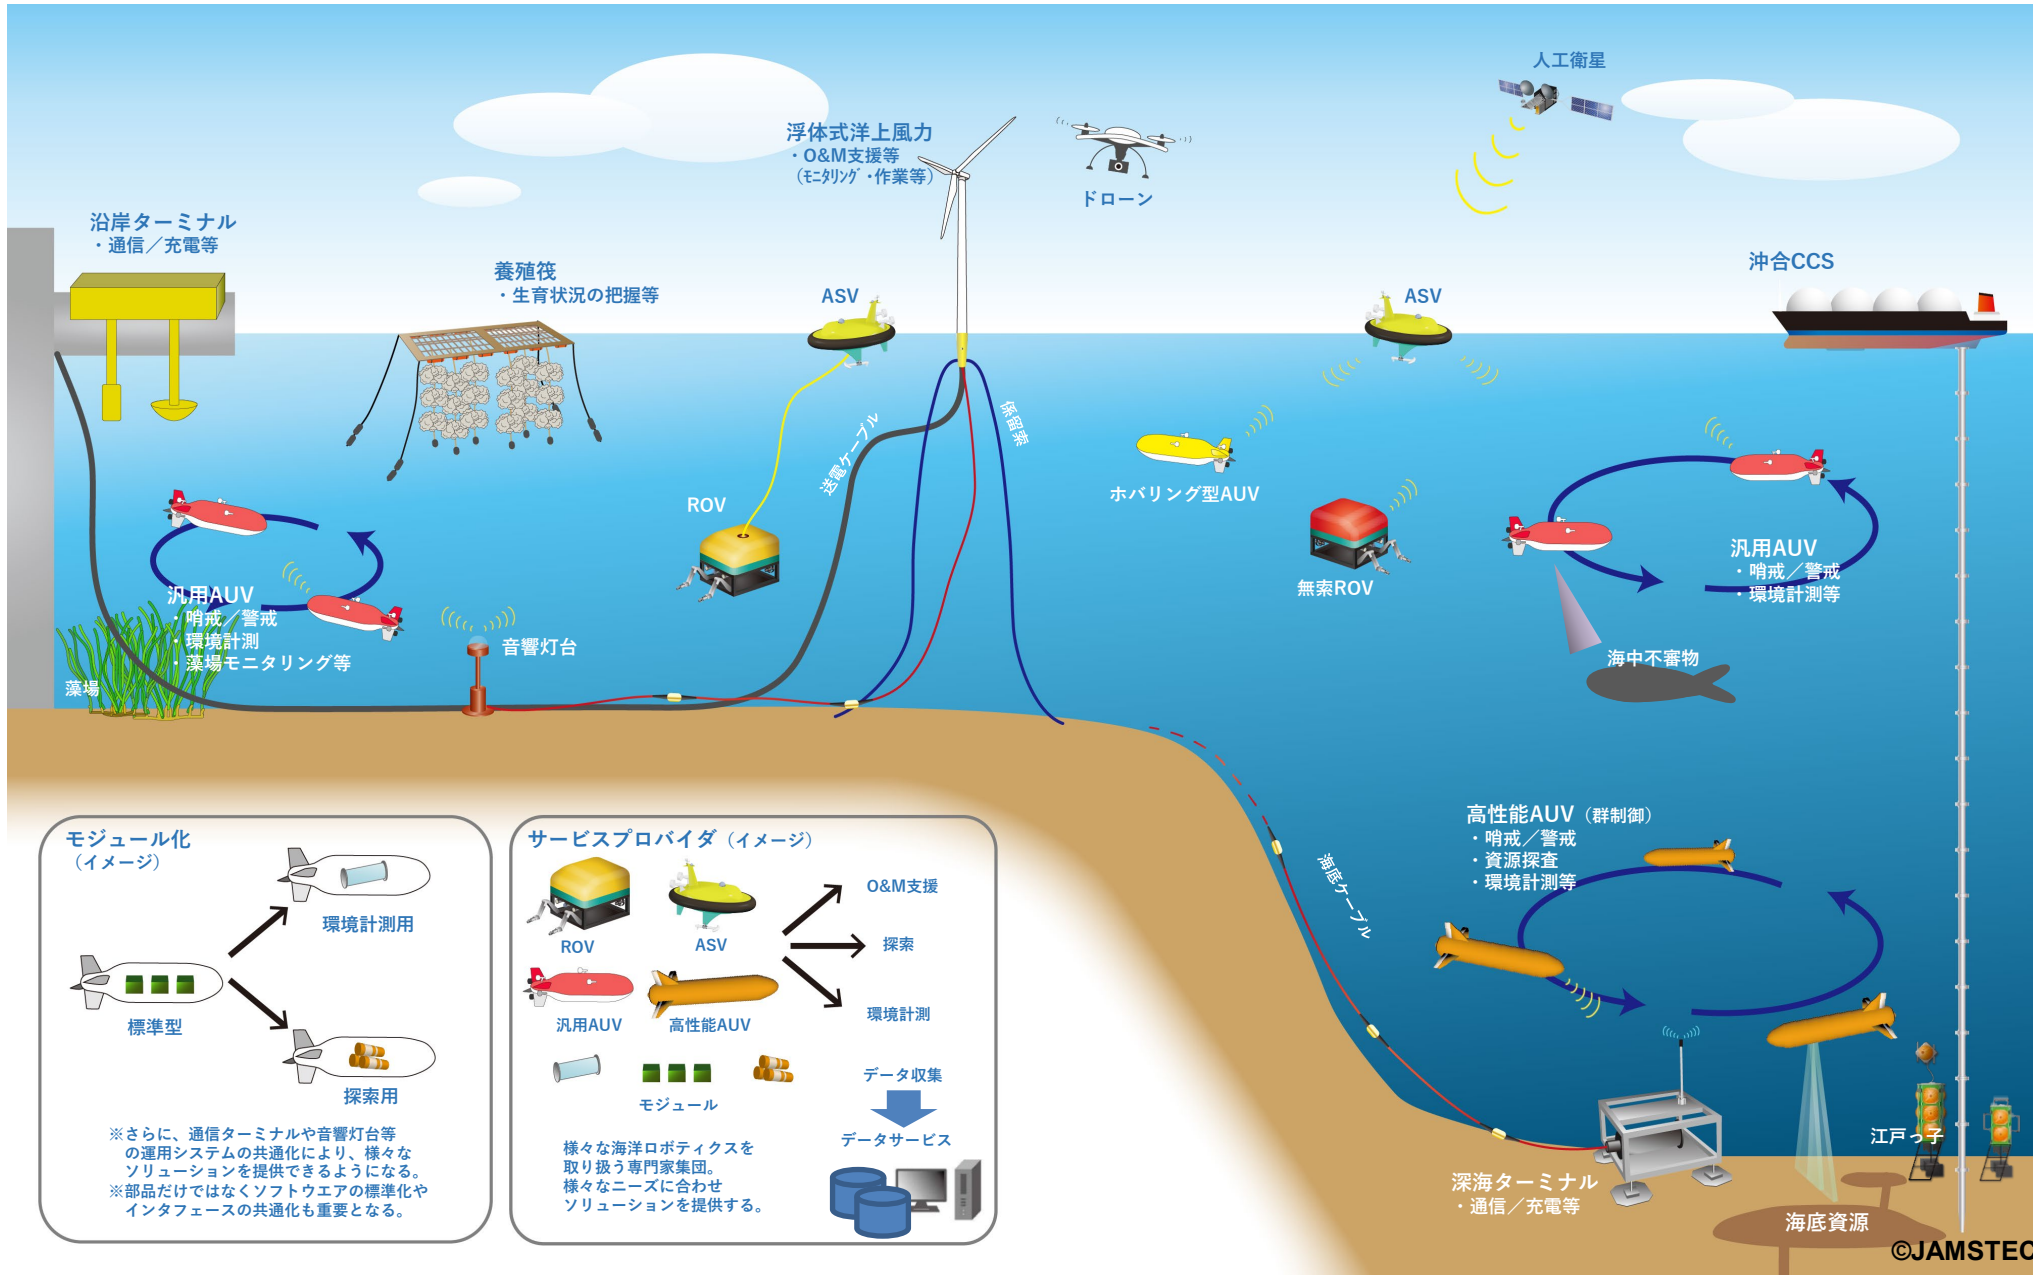 人工衛星
浮体式洋上風力
・O&M支援等
（ﾓﾆﾀﾘﾝｸﾞ・作業等）
ドローン
沿岸ターミナル
・通信／充電等
養殖筏
・生育状況の把握等
ASV
ASV
沖合CCS
係留索
送電ケーブル
ROV
ホバリング型AUV
無索ROV
汎用AUV
・哨戒／警戒
・環境計測等
汎用AUV
・哨戒／警戒
・環境計測
・藻場モニタリング等
藻場
音響灯台
海中不審物
高性能AUV（群制御）
・哨戒／警戒
・資源探査
・環境計測等
海底ケーブル
江戸っ子
深海ターミナル
・通信／充電等
海底資源
©JAMSTEC
モジュール化
（イメージ）
環境計測用
標準型
探索用
※さらに、通信ターミナルや音響灯台等
の運用システムの共通化により、様々な
ソリューションを提供できるようになる。
※部品だけではなくソフトウエアの標準化や
インタフェースの共通化も重要となる。
サービスプロバイダ（イメージ）
ROV
ASV
汎用AUV
高性能AUV
モジュール
O&M支援
探索
環境計測
データ収集
データサービス
様々な海洋ロボティクスを
取り扱う専門家集団。
様々なニーズに合わせ
ソリューションを提供する。